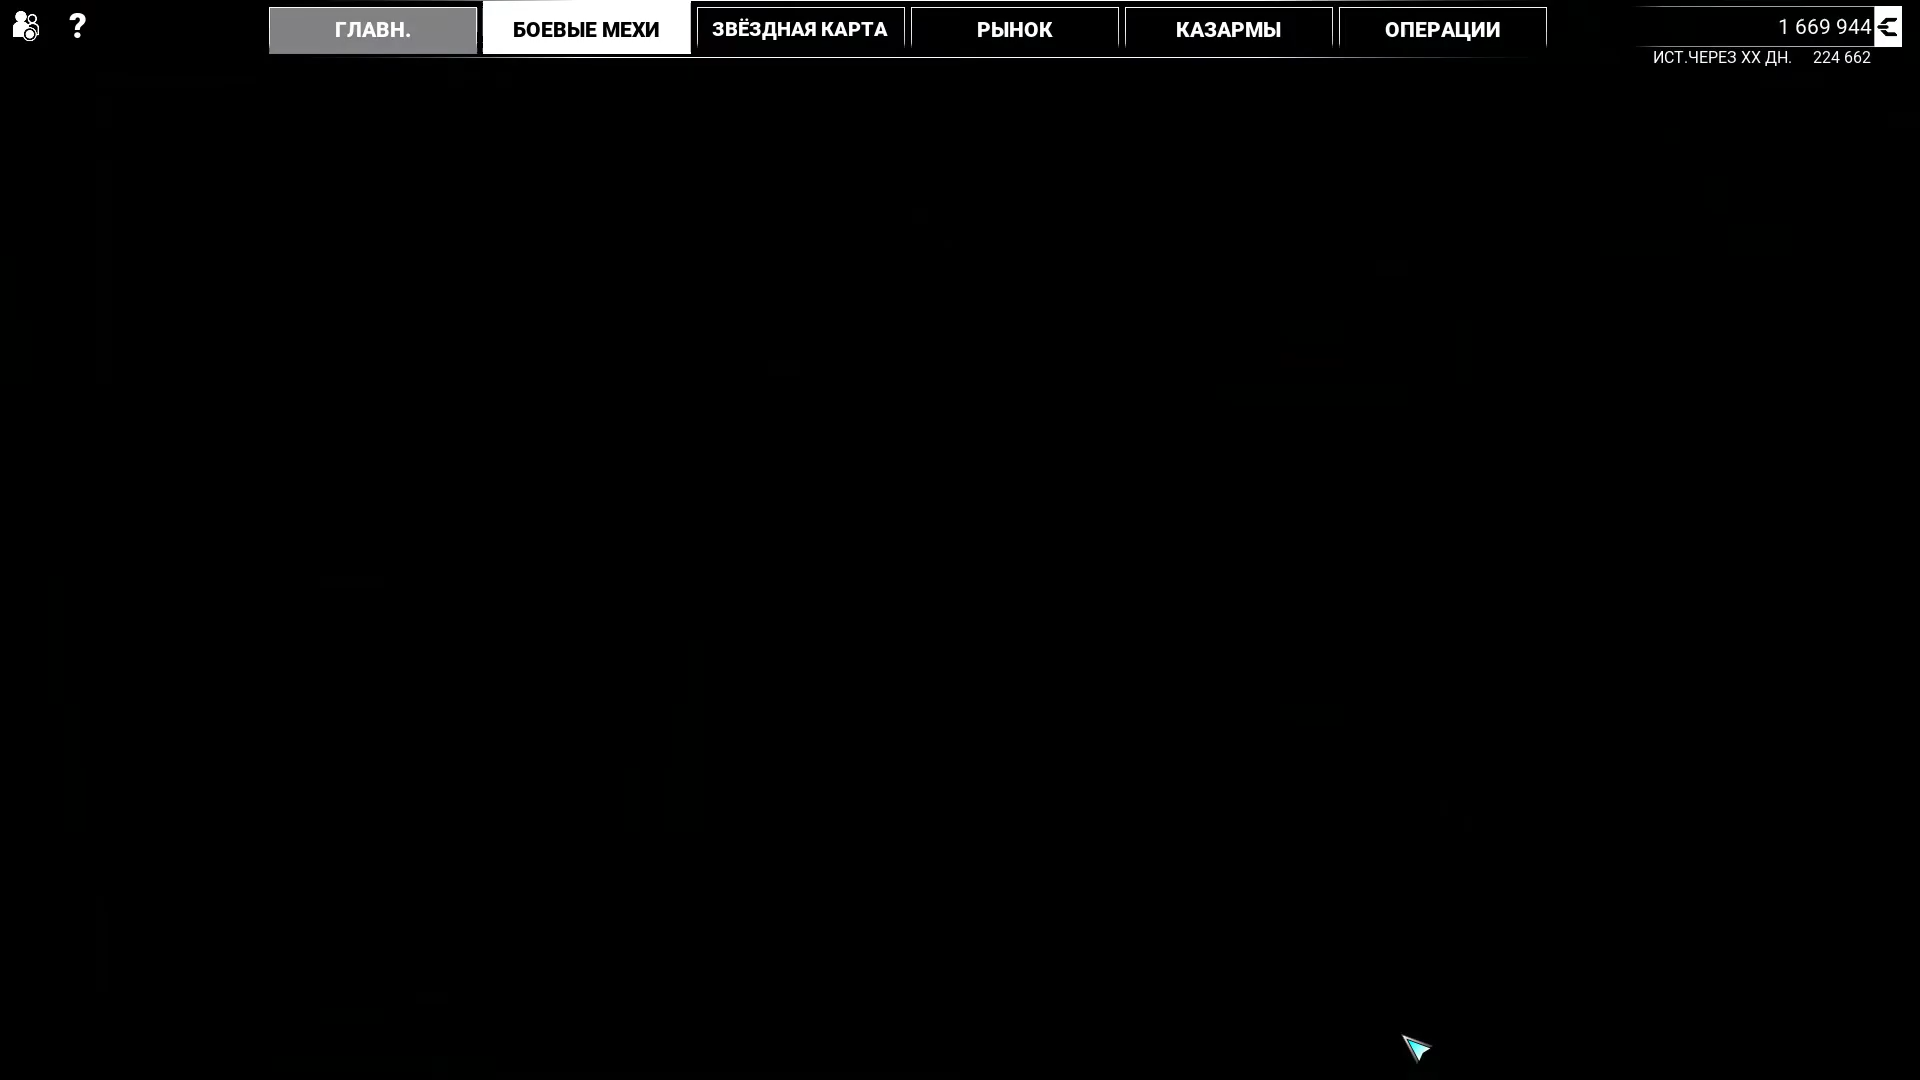 ?
ГЛАВН.
БОЕВЫЕ МЕХИ
ЗВЁЗДНАЯ КАРТА
РЫНОК
КАЗАРМЫ
ОПЕРАЦИИ
1 669 944
ИСТ.ЧЕРЕЗ XX ДН. 224 662